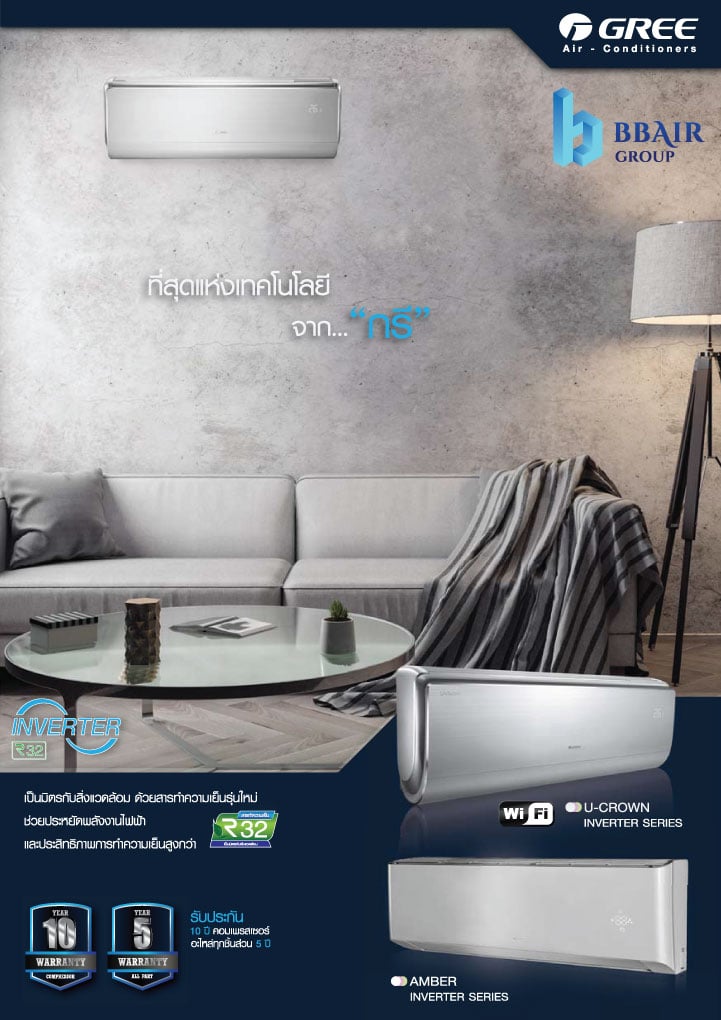 GREE
Air - Conditioners
BBAIR
GROUP
ที่สุดแห่งเทคโนโลยี
จาก... “กรี”
INVERTER
R32
เป็นมิตรกับสิ่งแวดล้อม ด้วยสารทำความเย็นรุ่นใหม่
ช่วยประหยัดพลังงานไฟฟ้า
และประสิทธิภาพการทำความเย็นสูงกว่า
R32
Wi Fi
U-CROWN
INVERTER SERIES
YEAR
10
WARRANTY
COMPRESSOR
YEAR
5
WARRANTY
ALL PART
รับประกัน
10 ปี คอมเพรสเซอร์
อะไหล่ทุกชิ้นส่วน 5 ปี
AMBER
INVERTER SERIES